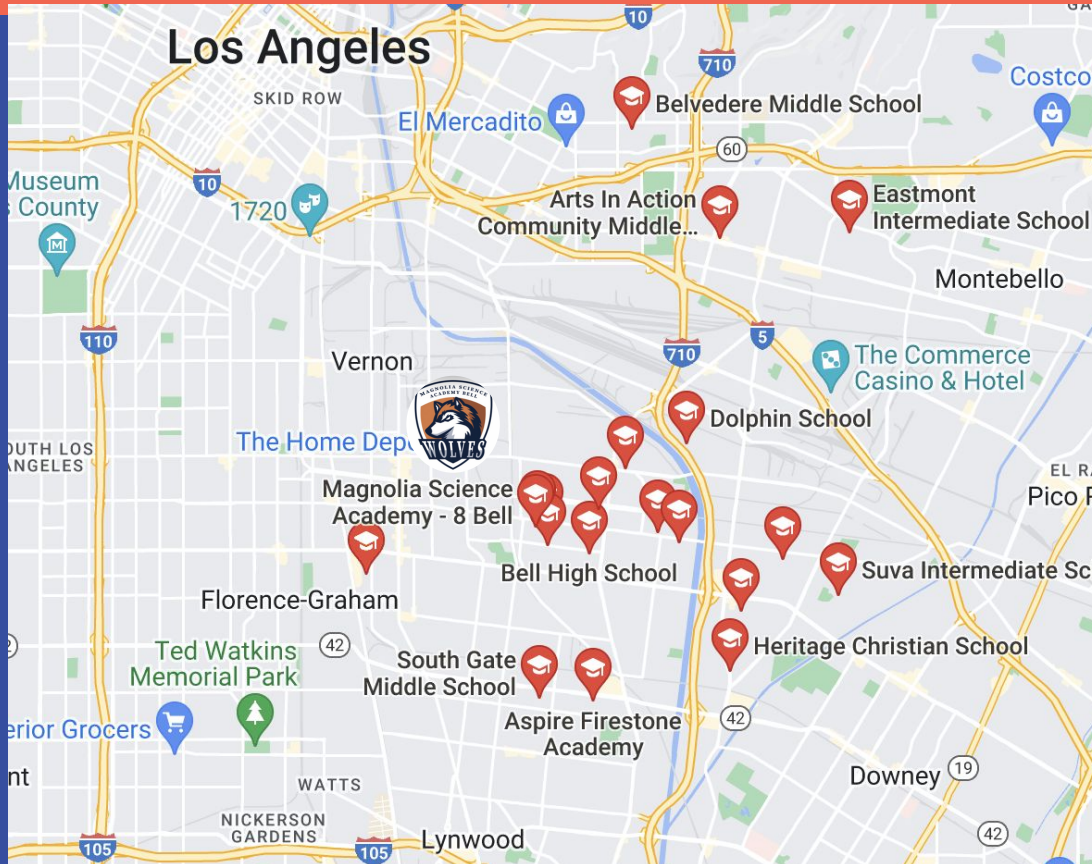 Los Angeles
SKID ROW
10
710
GA
Costco
El Mercadito
Belvedere Middle School
60
Museum
s County
10
1720
Arts In Action
Community Middle...
Eastmont
Intermediate School
M
Montebello
110
710
5
Vernon
The Commerce
Casino & Hotel
MAGNOLIA SCIENCE
ACADEMY BELL
WOLVES
Dolphin School
The Home Dep
OUTH LOS
ANGELES
EL RA
Pico R
Magnolia Science
Academy - 8 Bell
Bell High School
Suva Intermediate Sc
Florence-Graham
2
42
Ted Watkins
Memorial Park
Heritage Christian School
South Gate
Middle School
Aspire Firestone
Academy
42
erior Grocers
nt
WATTS
Downey
19
NICKERSON
GARDENS
Lynwood
42
105
105